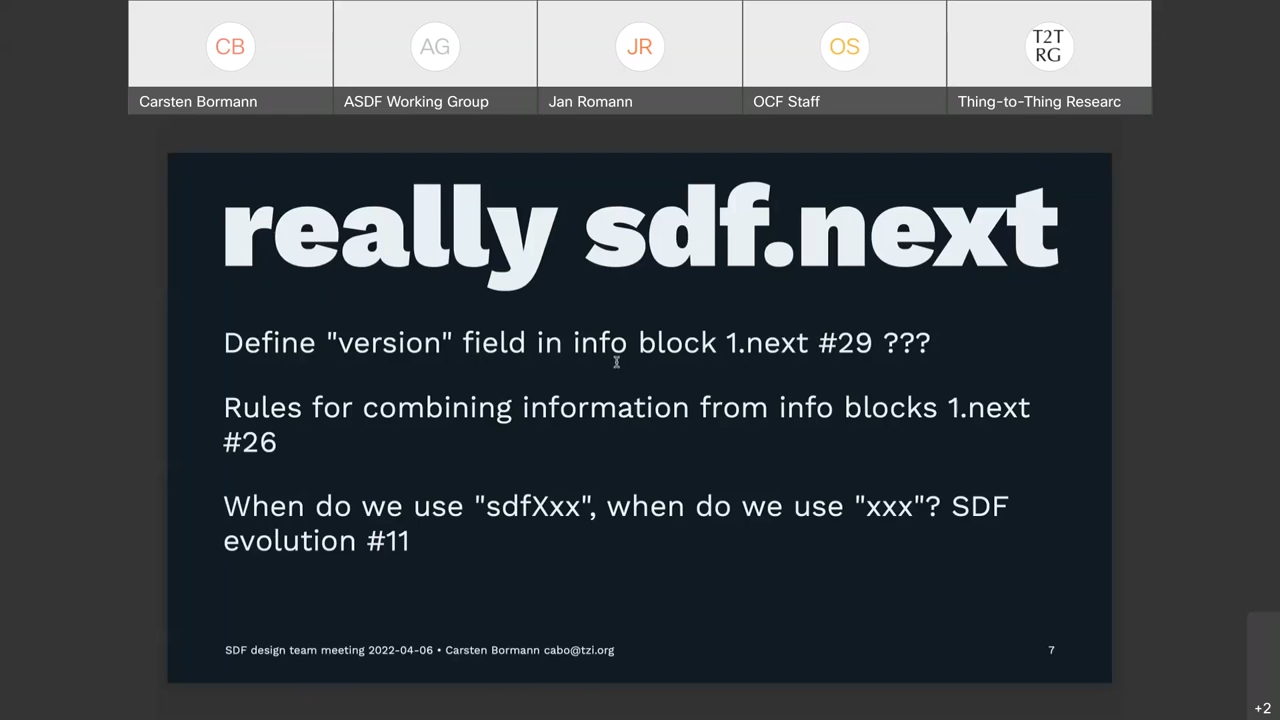 CB
AG
JR
OS
T2T
RG
Carsten Bormann
ASDF Working Group
Jan Romann
OCF Staff
Thing-to-Thing Researc
really sdf.next
Define "version" field in info block 1.next #29 ???
Rules for combining information from info blocks 1.next
#26
When do we use "sdfXxx", when do we use "xxx"? SDF
evolution #11
SDF design team meeting 2022-04-06 • Carsten Bormann cabo@tzi.org
7
+2